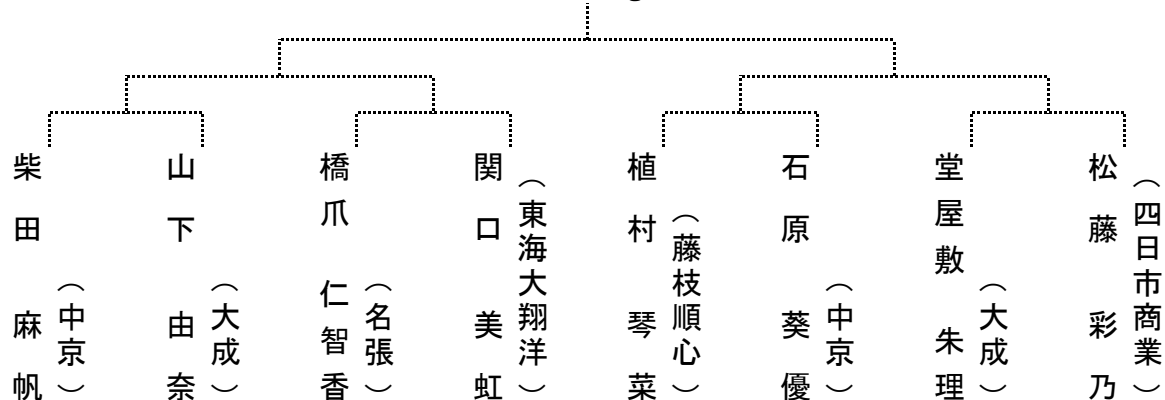 柴田 麻帆
（中京）
山下 由奈
（大成）
橋爪 仁智香
（名張）
関口 美虹
（東海大翔洋）
植村 琴菜
（藤枝順心）
石原 葵優
（中京）
堂屋敷 朱理
（大成）
松藤 彩乃
（四日市商業）